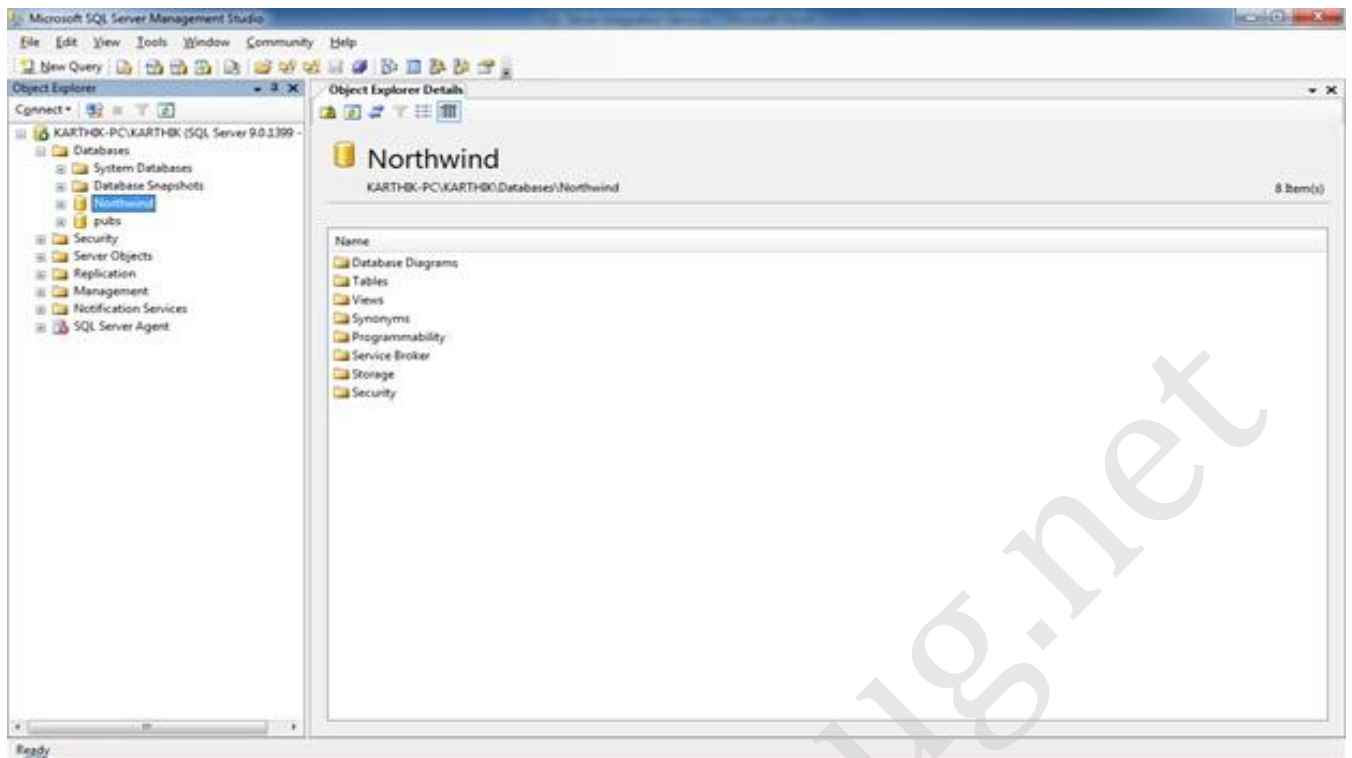 Microsoft SQL Server Management Studio
File Edit View Tools Window Community Help
New Query
Object Explorer
Connect
KARTHIK-PC\KARTHIK (SQL Server 9.0.1399 -
Databases
System Databases
Database Snapshots
Northwind
pubs
Security
Server Objects
Replication
Management
Notification Services
SQL Server Agent
Object Explorer Details
Northwind
KARTHIK-PC\KARTHIK\Databases\Northwind
8 Item(s)
Name
Database Diagrams
Tables
Views
Synonyms
Programmability
Service Broker
Storage
Security
Ready
ug.net